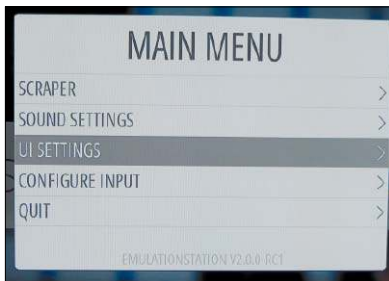 MAIN MENU
SCRAPER
SOUND SETTINGS
UI SETTINGS
CONFIGURE INPUT
QUIT
EMULATIONSTATION V2.0.0-RC1